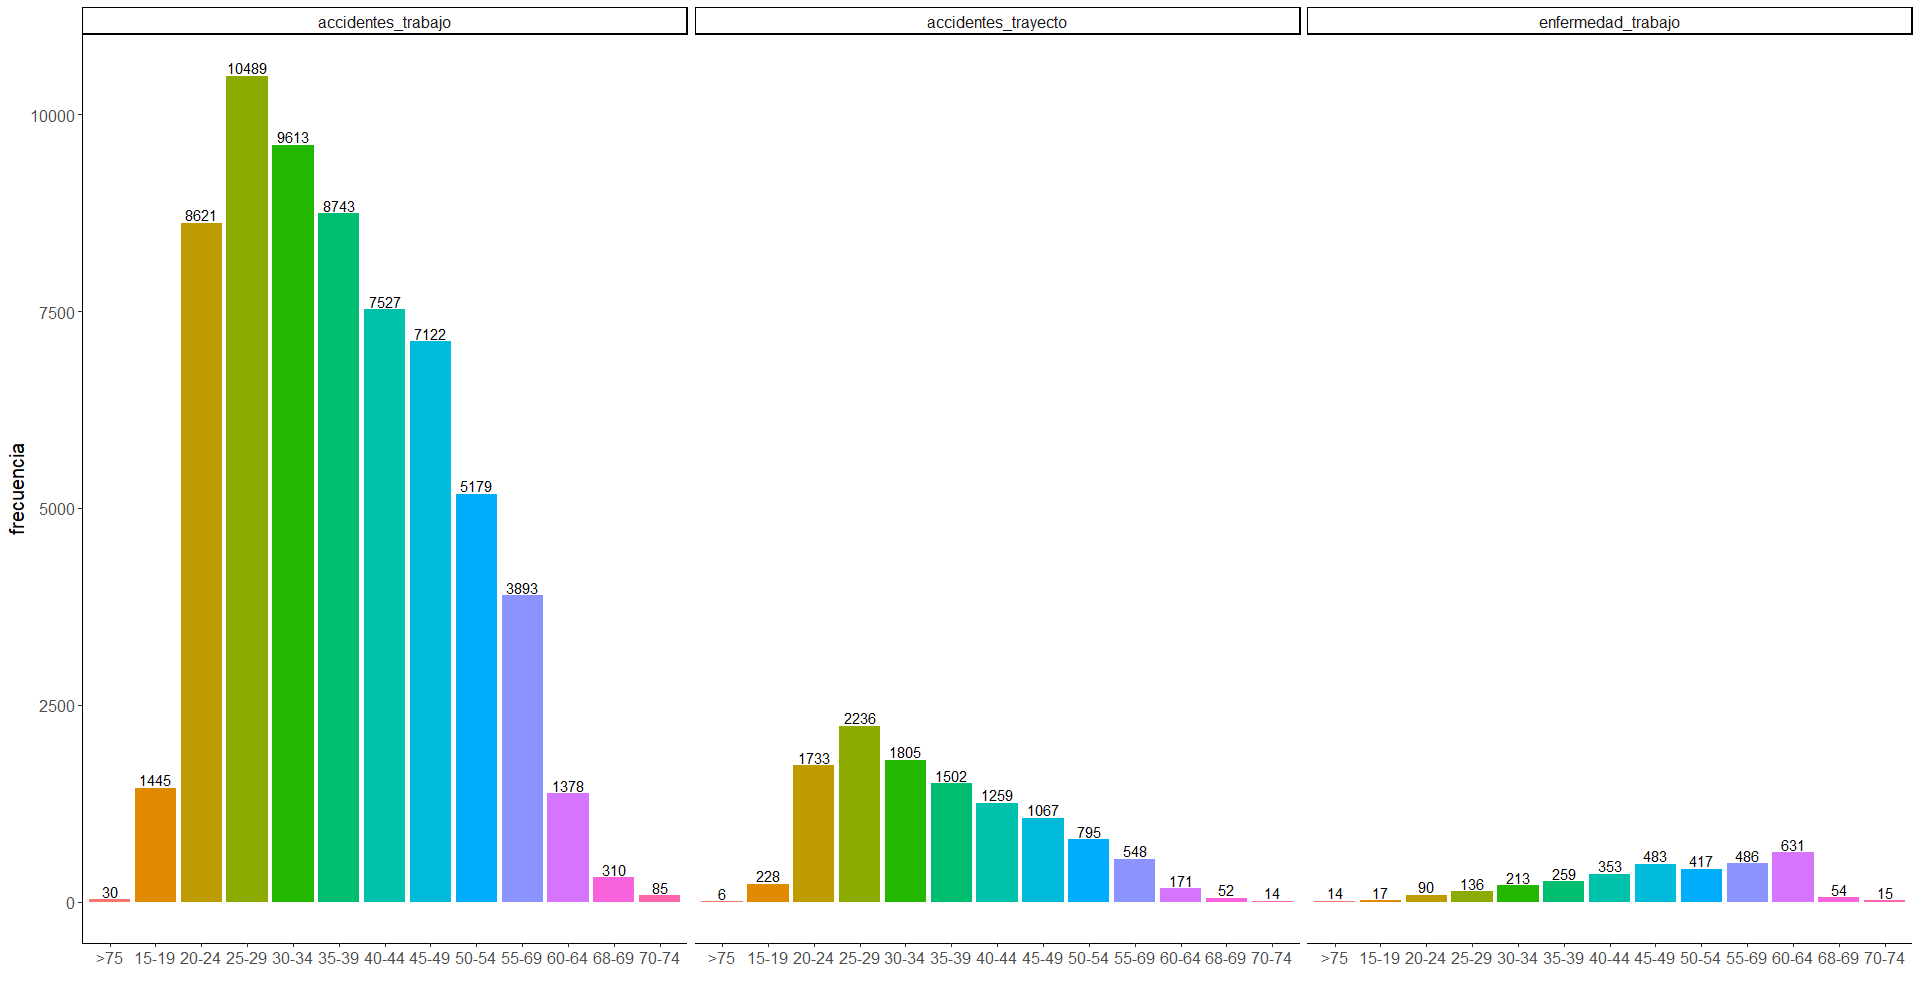 accidentes_trabajo accidentes_trayecto enfermedad_trabajo
frecuencia
10000
7500
5000
2500
0
30 1445 8621 10489 9613 8743 7527 7122 5179 3893 1378 310 85
6 228 1733 2236 1805 1502 1259 1067 795 548 171 52 14
14 17 90 136 213 259 353 483 417 486 631 54 15
>75 15-19 20-24 25-29 30-34 35-39 40-44 45-49 50-54 55-69 60-64 68-69 70-74
>75 15-19 20-24 25-29 30-34 35-39 40-44 45-49 50-54 55-69 60-64 68-69 70-74
>75 15-19 20-24 25-29 30-34 35-39 40-44 45-49 50-54 55-69 60-64 68-69 70-74